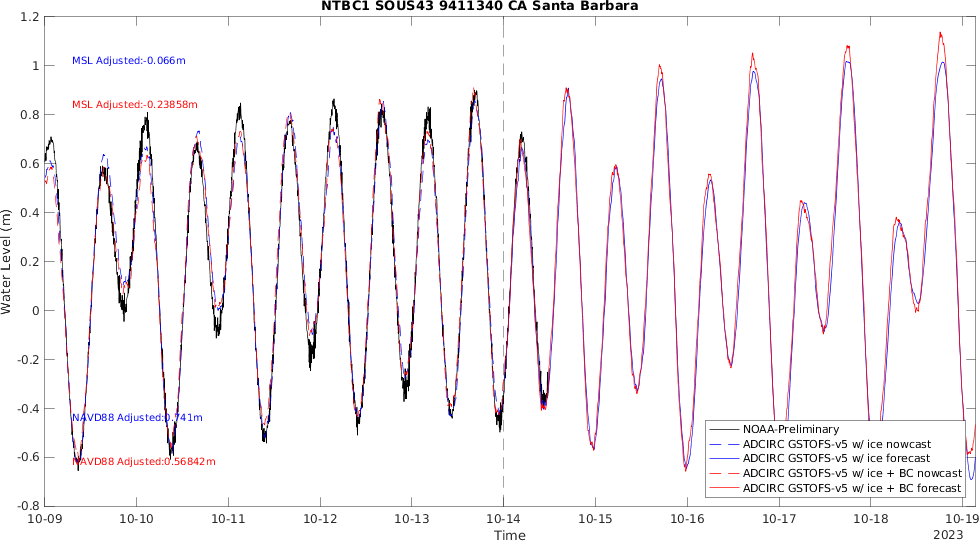 NTBC1 SOUS43 9411340 CA Santa Barbara
1.2
1
0.8
0.6
0.4
0.2
0
-0.2
-0.4
-0.6
-0.8
Water Level (m)
MSL Adjusted:-0.066m
MSL Adjusted:-0.23858m
NAVD88 Adjusted:0.741m
NAVD88 Adjusted:0.56842m
NOAA-Preliminary
ADCIRC GSTOFS-v5 w/ ice nowcast
ADCIRC GSTOFS-v5 w/ ice forecast
ADCIRC GSTOFS-v5 w/ ice + BC nowcast
ADCIRC GSTOFS-v5 w/ ice + BC forecast
10-09 10-10 10-11 10-12 10-13 10-14 10-15 10-16 10-17 10-18 10-19
Time
2023